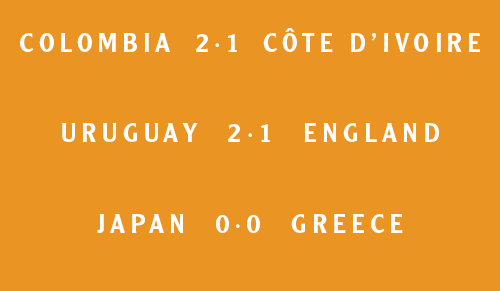 COLOMBIA 2·1 CÔTE D'IVOIRE
URUGUAY 2·1 ENGLAND
JAPAN 0·0 GREECE